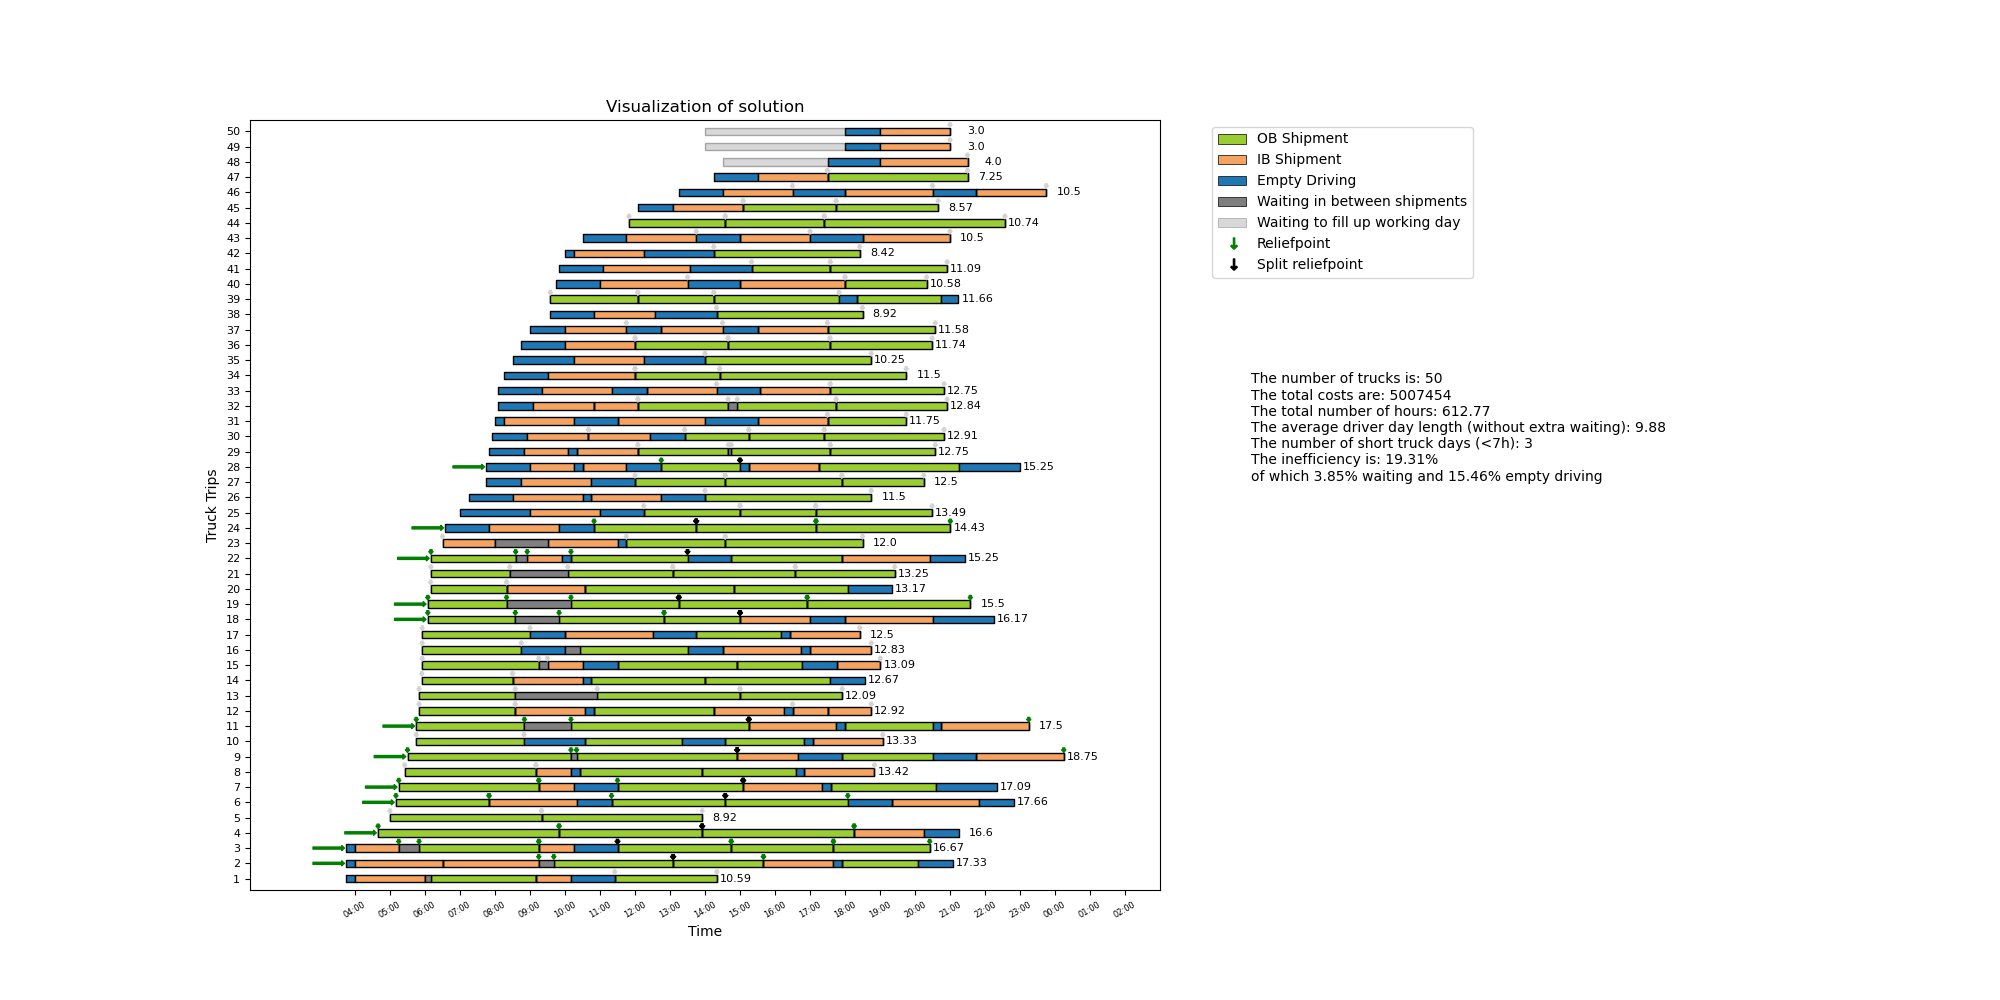 Visualization of solution
Truck Trips
50 3.0
49 3.0
48 4.0
47 7.25
46 10.5
45 8.57
44 10.74
43 10.5
42 8.42
41 11.09
40 10.58
39 11.66
38 8.92
37 11.58
36 11.74
35 10.25
34 11.5
33 12.75
32 12.84
31 11.75
30 12.91
29 12.75
28 15.25
27 12.5
26 11.5
25 13.49
24 14.43
23 12.0
22 15.25
21 13.25
20 13.17
19 15.5
18 16.17
17 12.5
16 12.83
15 13.09
14 12.67
13 12.09
12 12.92
11 17.5
10 13.33
9 18.75
8 13.42
7 17.09
6 17.66
5 8.92
4 16.6
3 16.67
2 17.33
1 10.59
04:00 05:00 06:00 07:00 08:00 09:00 10:00 11:00 12:00 13:00 14:00 15:00 16:00 17:00 18:00 19:00 20:00 21:00 22:00 23:00 00:00 01:00 02:00
Time
OB Shipment
IB Shipment
Empty Driving
Waiting in between shipments
Waiting to fill up working day
Reliefpoint
Split reliefpoint
The number of trucks is: 50
The total costs are: 5007454
The total number of hours: 612.77
The average driver day length (without extra waiting): 9.88
The number of short truck days (<7h): 3
The inefficiency is: 19.31%
of which 3.85% waiting and 15.46% empty driving